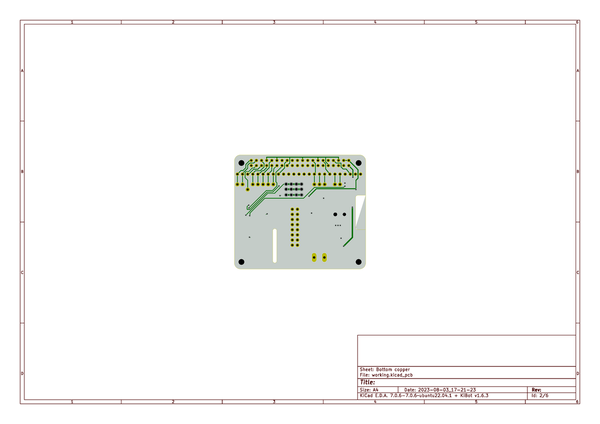 1 2 3 4 5 6
A A
B B
C C
D D
Sheet: Bottom copper
File: working.kicad_pcb
Title:
Size: A4 Date: 2023-08-03_17-21-23 Rev:
KiCad E.D.A. 7.0.6-7.0.6~ubuntu22.04.1 + KiBot v1.6.3 Id: 2/6
1 2 3 4 5 6